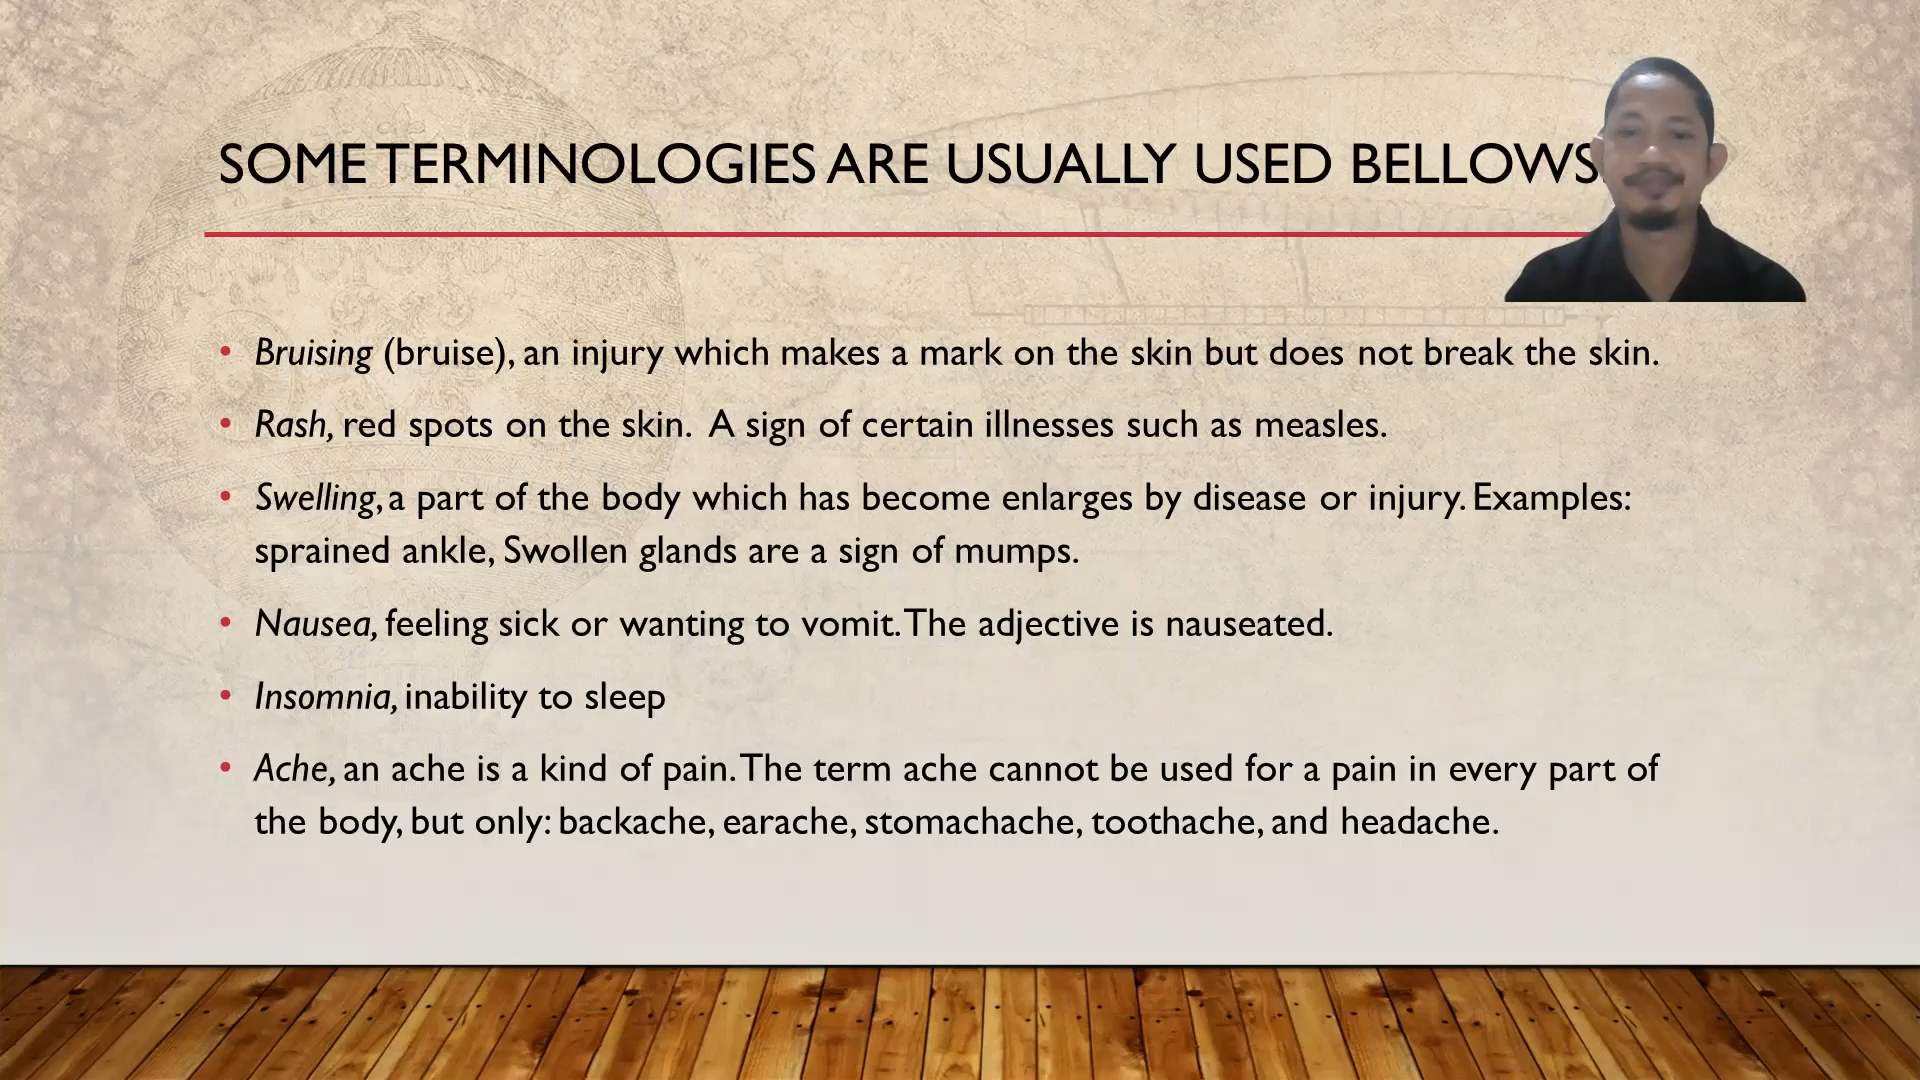 SOME TERMINOLOGIES ARE USUALLY USED BELLOWS.
• Bruising (bruise), an injury which makes a mark on the skin but does not break the skin.
• Rash, red spots on the skin. A sign of certain illnesses such as measles.
• Swelling, a part of the body which has become enlarges by disease or injury. Examples:
sprained ankle, Swollen glands are a sign of mumps.
• Nausea, feeling sick or wanting to vomit. The adjective is nauseated.
• Insomnia, inability to sleep
• Ache, an ache is a kind of pain. The term ache cannot be used for a pain in every part of
the body, but only: backache, earache, stomachache, toothache, and headache.